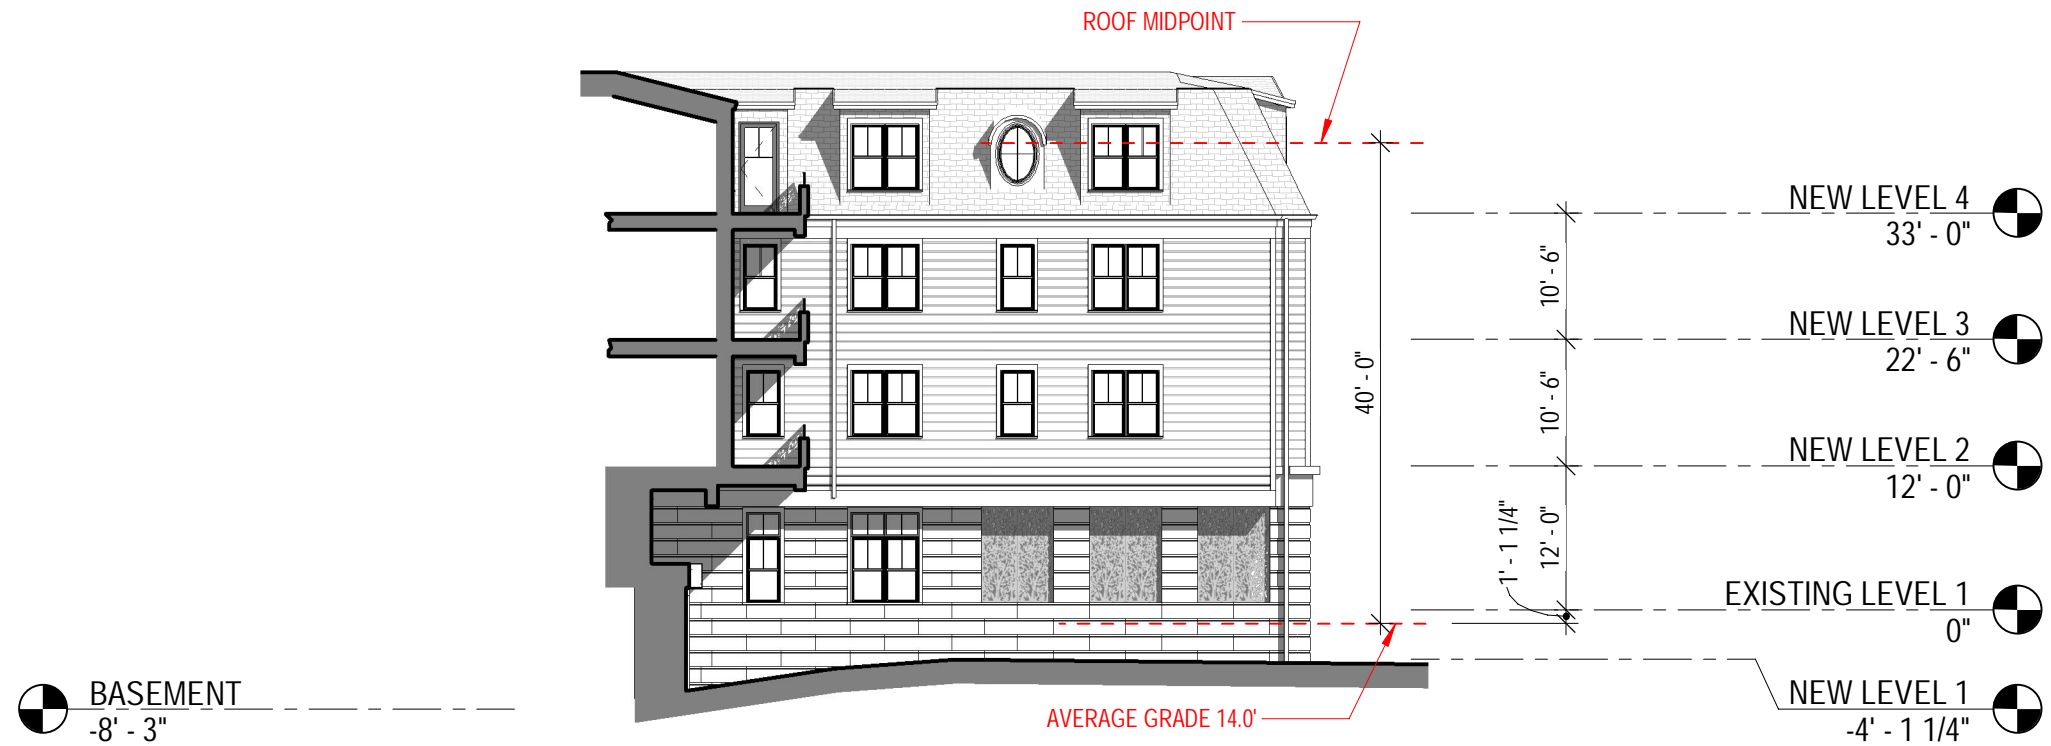 ROOF MIDPOINT
NEW LEVEL 4
33' - 0"
10' - 6"
NEW LEVEL 3
22' - 6"
40' - 0"
10' - 6"
NEW LEVEL 2
12' - 0"
1' - 1 1/4"
12' - 0"
EXISTING LEVEL 1
0"
BASEMENT
-8' - 3"
AVERAGE GRADE 14.0'
NEW LEVEL 1
-4' - 1 1/4"